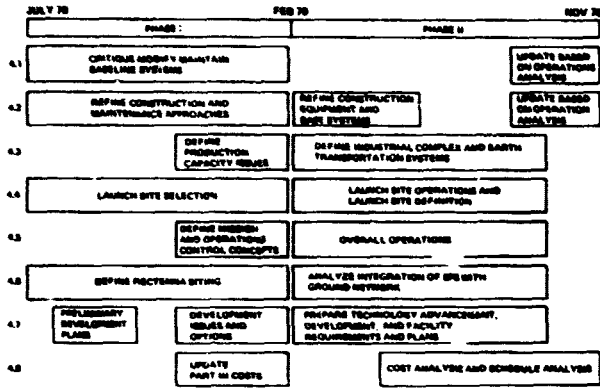 JULY 78 FEB 79 NOV 79
PHASE I PHASE II
4.1 CRITIQUE MODIFY MAINTAIN
BASELINE SYSTEMS
UPDATE BASED
ON OPERATIONS
ANALYSIS
4.2 REFINE CONSTRUCTION AND
MAINTENANCE APPROACHES
REFINE CONSTRUCTION
EQUIPMENT AND
BASE SYSTEMS
UPDATE BASED
ON OPERATION
ANALYSIS
4.3 DEFINE
PRODUCTION
CAPACITY ISSUES
DEFINE INDUSTRIAL COMPLEX AND EARTH
TRANSPORTATION SYSTEMS
4.4 LAUNCH SITE SELECTION
LAUNCH SITE OPERATIONS AND
LAUNCH SITE DEFINITION
4.5 DEFINE MISSION
AND OPERATIONS
CONTROL CONCEPTS
OVERALL OPERATIONS
4.6 DEFINE RECTENNA SITING
ANALYZE INTEGRATION OF SPS WITH
GROUND NETWORK
4.7 PRELIMINARY
DEVELOPMENT
PLANS
DEVELOPMENT
ISSUES AND
OPTIONS
PREPARE TECHNOLOGY ADVANCEMENT,
DEVELOPMENT, AND FACILITY
REQUIREMENTS AND PLANS
4.8 UPDATE
PART III COSTS
COST ANALYSIS AND SCHEDULE ANALYSIS